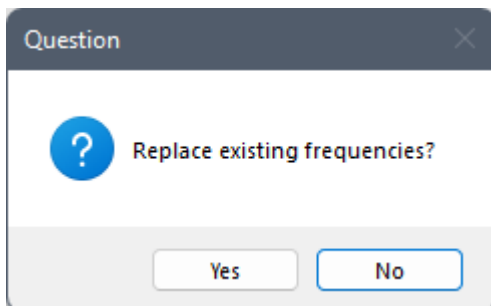 Question
Replace existing frequencies?
Yes
No